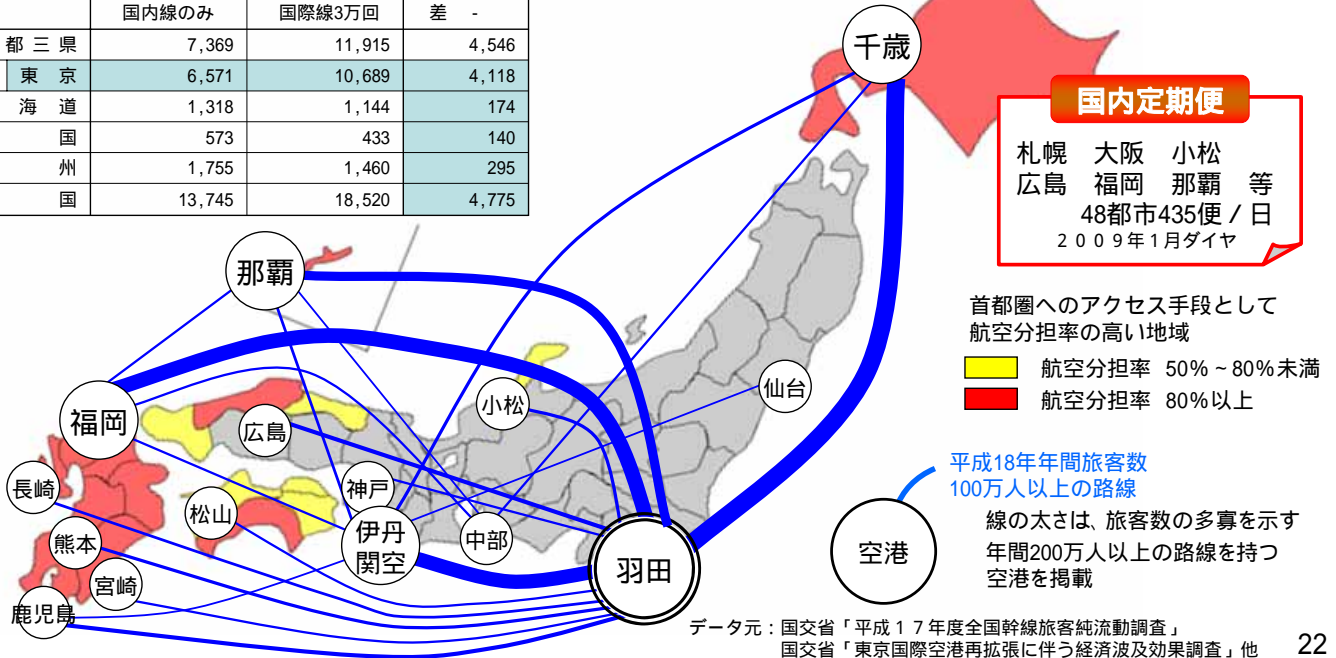 国内線のみ 国際線3万回 差 -
都三県 7,369 11,915 4,546
東京 6,571 10,689 4,118
海道 1,318 1,144 174
国 573 433 140
州 1,755 1,460 295
国 13,745 18,520 4,775
千歳
国内定期便
札幌 大阪 小松
広島 福岡 那覇 等
48都市435便/日
2009年1月ダイヤ
那覇
首都圏へのアクセス手段として
航空分担率の高い地域
航空分担率 50%~80%未満
航空分担率 80%以上
仙台
小松
福岡
広島
長崎
神戸
松山
伊丹
関空
中部
熊本
宮崎
鹿児島
羽田
平成18年年間旅客数
100万人以上の路線
線の太さは、旅客数の多寡を示す
空港
年間200万人以上の路線を持つ
空港を掲載
データ元:国交省「平成17年度全国幹線旅客純流動調査」
国交省「東京国際空港再拡張に伴う経済波及効果調査」他
22